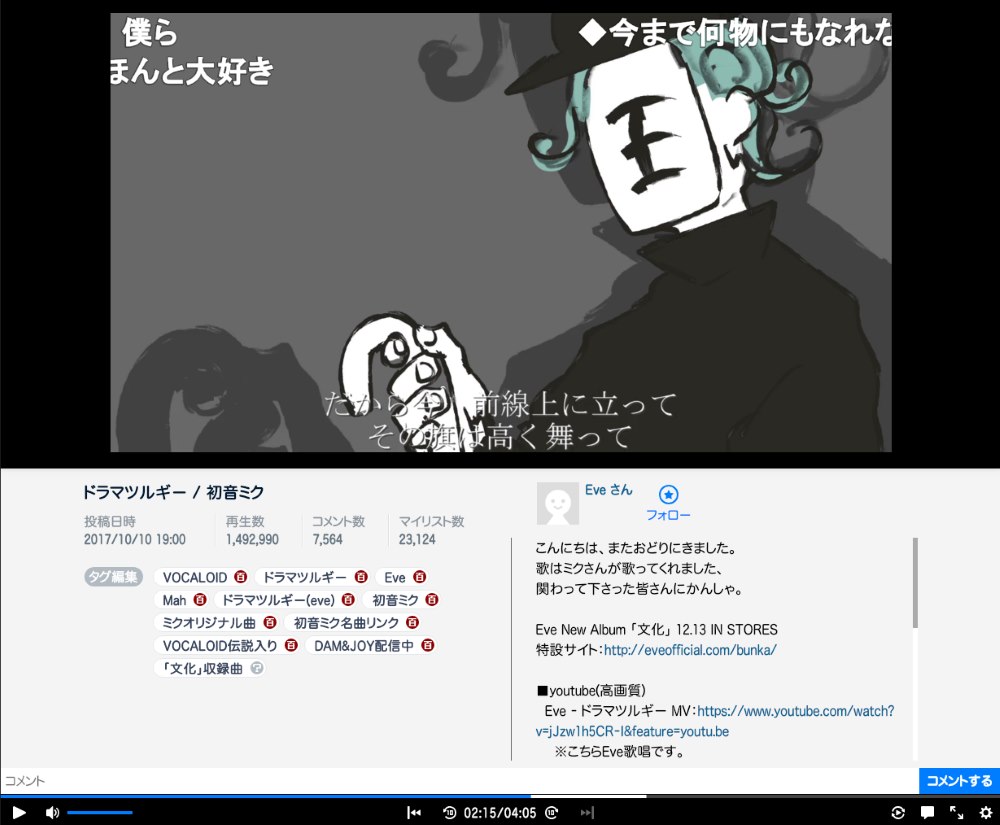 僕ら
◆今まで何物にもなれな
ほんと大好き
王
だから今 前線上に立って
その旗は高く舞って
ドラマツルギー / 初音ミク
投稿日時 再生数 コメント数 マイリスト数
2017/10/10 19:00 1,492,990 7,564 23,124
タグ編集 VOCALOID 百 ドラマツルギー 百 Eve 百
Mah 百 ドラマツルギー(eve) 百 初音ミク 百
ミクオリジナル曲 百 初音ミク名曲リンク 百
VOCALOID伝説入り 百 DAM&JOY配信中 百
「文化」収録曲 ?
Eve さん
フォロー
こんにちは、またおどりにきました。
歌はミクさんが歌ってくれました、
関わって下さった皆さんにかんしゃ。
Eve New Album「文化」12.13 IN STORES
特設サイト:http://eveofficial.com/bunka/
■youtube(高画質)
Eve - ドラマツルギー MV:https://www.youtube.com/watch?
v=jJzw1h5CR-I&feature=youtu.be
※こちらEve歌唱です。
コメント コメントする
10 02:15/04:05 10